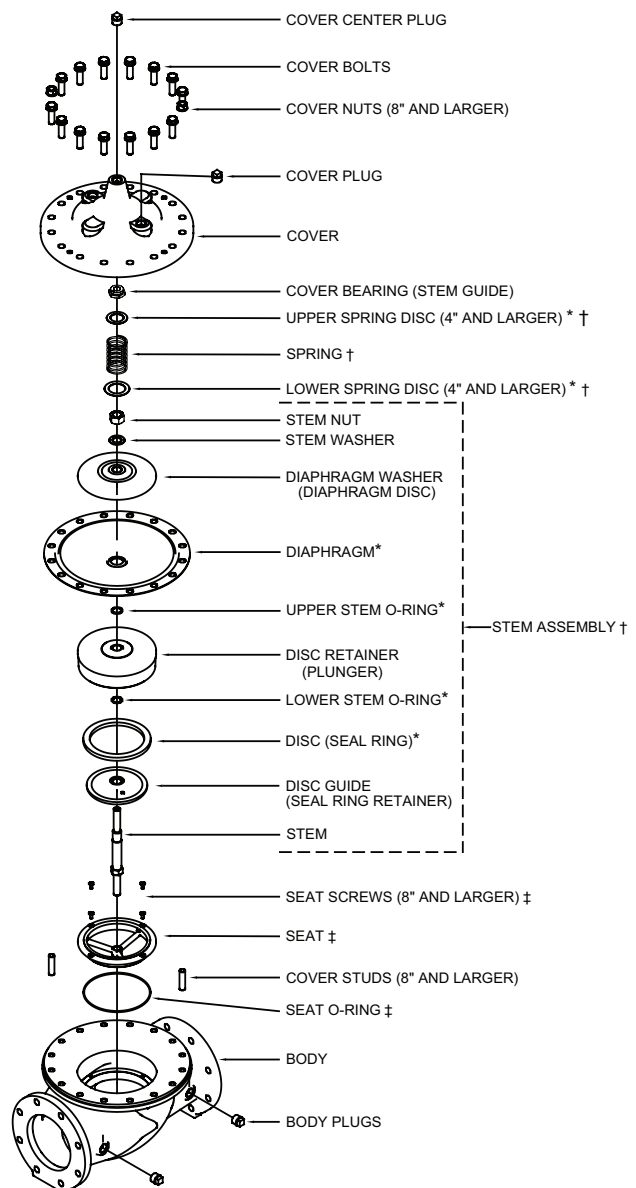 COVER CENTER PLUG
COVER BOLTS
COVER NUTS (8" AND LARGER)
COVER PLUG
COVER
COVER BEARING (STEM GUIDE)
UPPER SPRING DISC (4" AND LARGER) * †
SPRING †
LOWER SPRING DISC (4" AND LARGER) * †
STEM NUT
STEM WASHER
DIAPHRAGM WASHER
(DIAPHRAGM DISC)
DIAPHRAGM*
UPPER STEM O-RING*
STEM ASSEMBLY †
DISC RETAINER
(PLUNGER)
LOWER STEM O-RING*
DISC (SEAL RING)*
DISC GUIDE
(SEAL RING RETAINER)
STEM
SEAT SCREWS (8" AND LARGER) ‡
SEAT ‡
COVER STUDS (8" AND LARGER)
SEAT O-RING ‡
BODY
BODY PLUGS